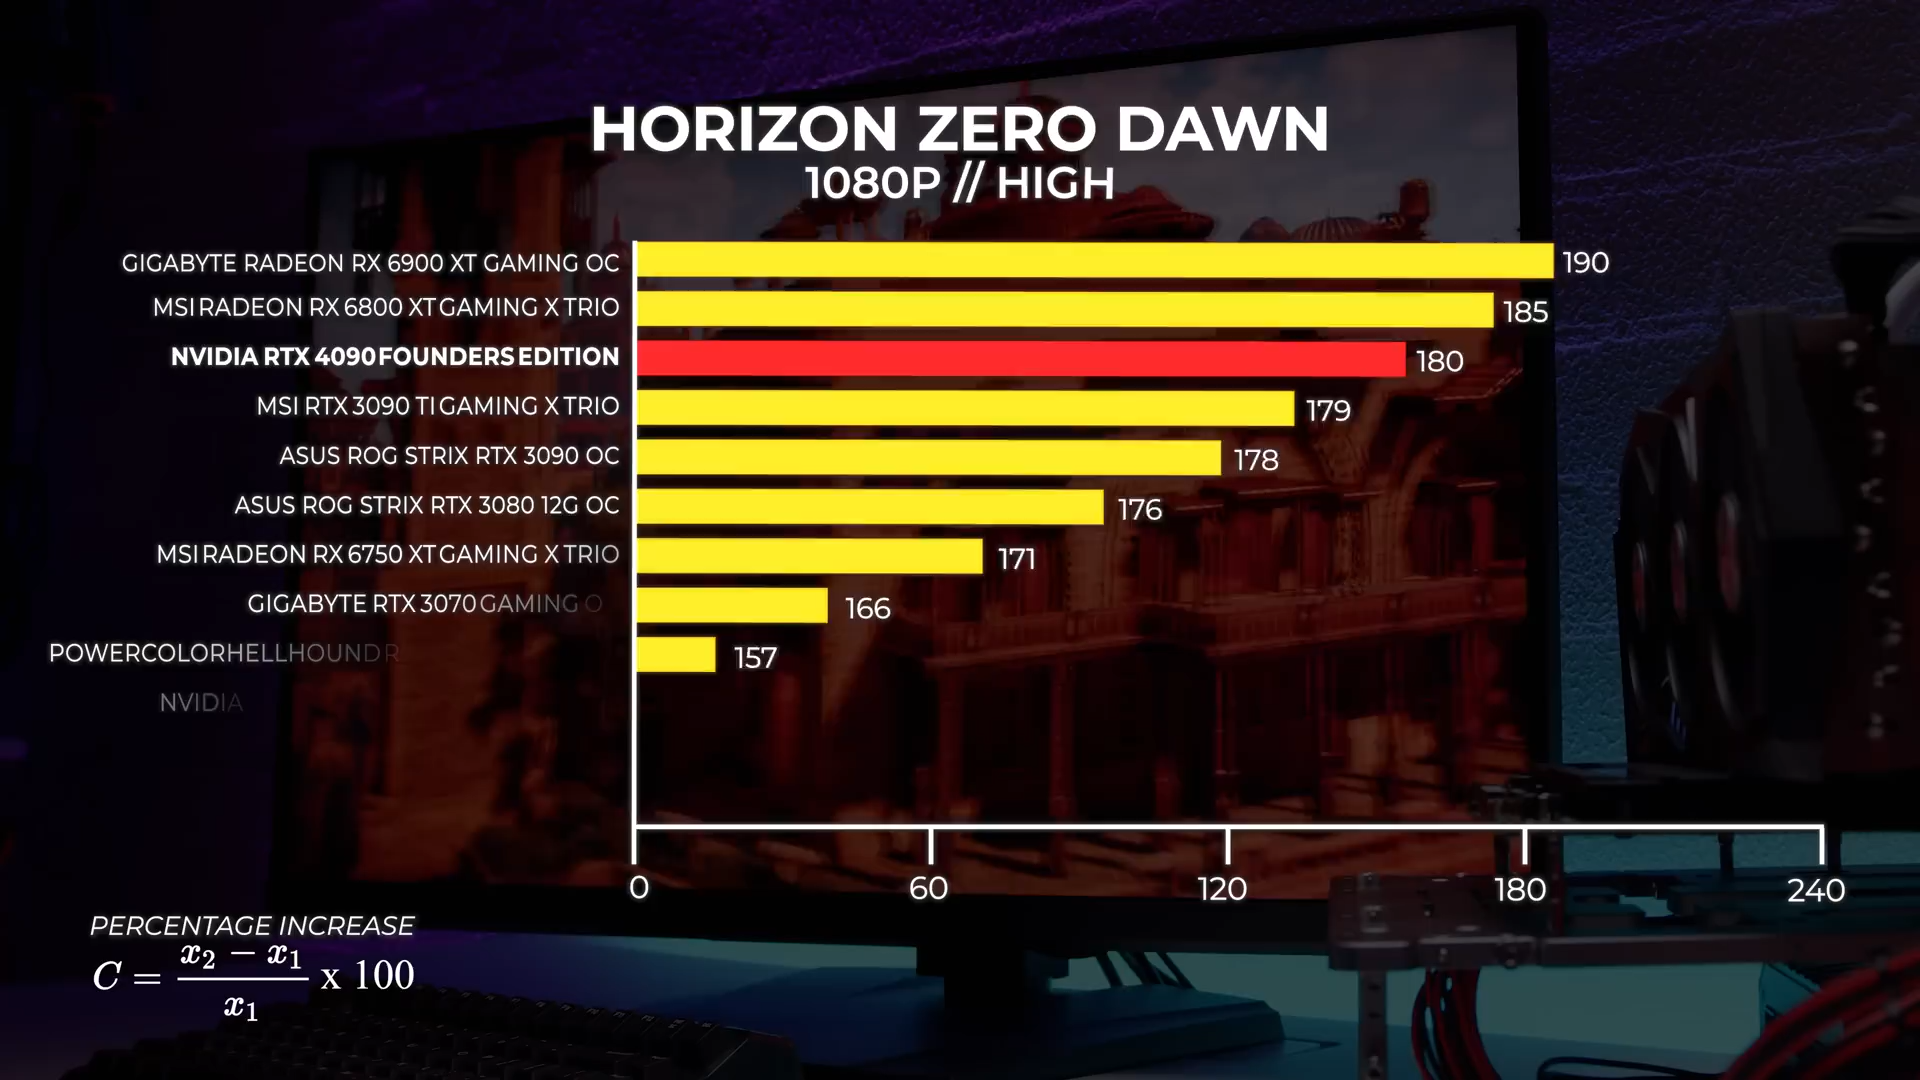 HORIZON ZERO DAWN
1080P // HIGH
GIGABYTE RADEON RX 6900 XT GAMING OC 190
MSI RADEON RX 6800 XT GAMING X TRIO 185
NVIDIA RTX 4090 FOUNDERS EDITION 180
MSI RTX 3090 TI GAMING X TRIO 179
ASUS ROG STRIX RTX 3090 OC 178
ASUS ROG STRIX RTX 3080 12G OC 176
MSI RADEON RX 6750 XT GAMING X TRIO 171
GIGABYTE RTX 3070 GAMING O 166
POWERCOLOR HELLHOUND R 157
NVIDIA
0 60 120 180 240
PERCENTAGE INCREASE
C = (x₂ − x₁) / x₁ x 100